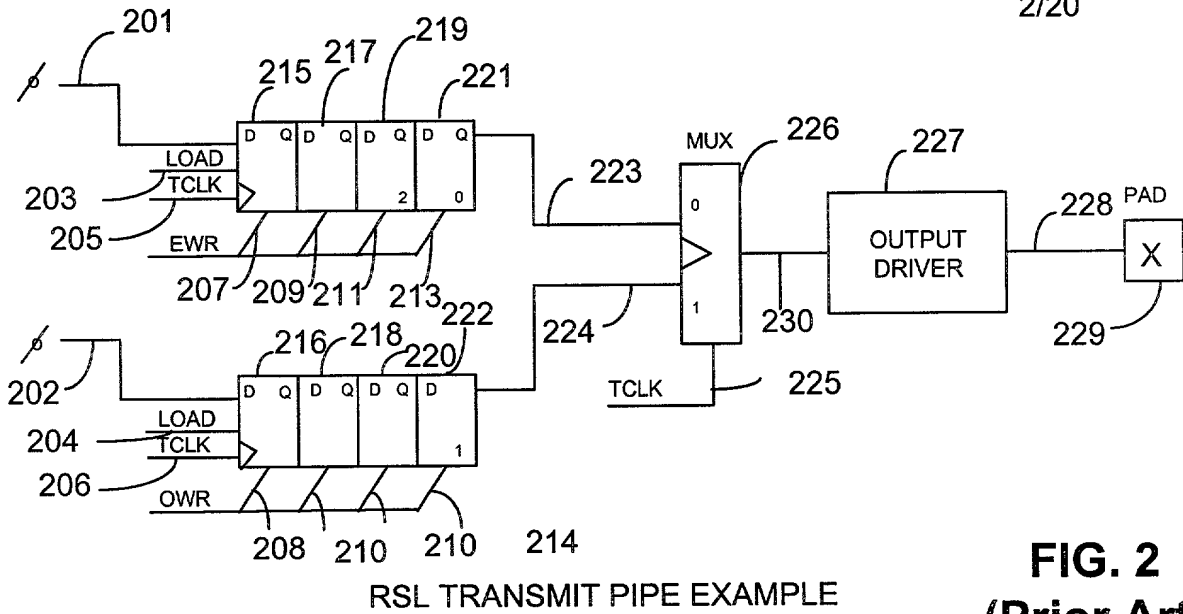 2/20
201
215
217
219
221
D Q D Q D Q D Q
2 0
LOAD
203
TCLK
205
EWR
207 209 211 213
223
MUX
226
0
1
227
OUTPUT
DRIVER
228
PAD
X
229
230
224
TCLK
225
202
216
218
220
222
D Q D Q D Q D
1
LOAD
204
TCLK
206
OWR
208 210 210 214
RSL TRANSMIT PIPE EXAMPLE
FIG. 2
(Prior Art